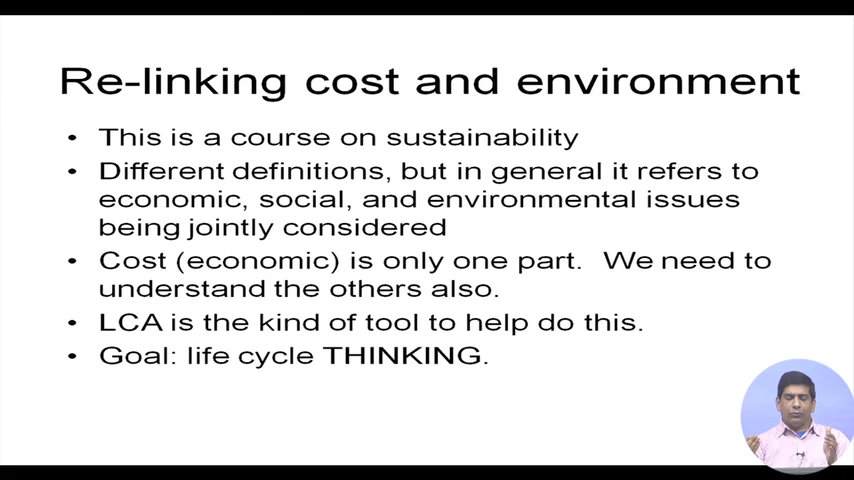 Re-linking cost and environment
• This is a course on sustainability
• Different definitions, but in general it refers to
economic, social, and environmental issues
being jointly considered
• Cost (economic) is only one part.  We need to
understand the others also.
• LCA is the kind of tool to help do this.
• Goal: life cycle THINKING.